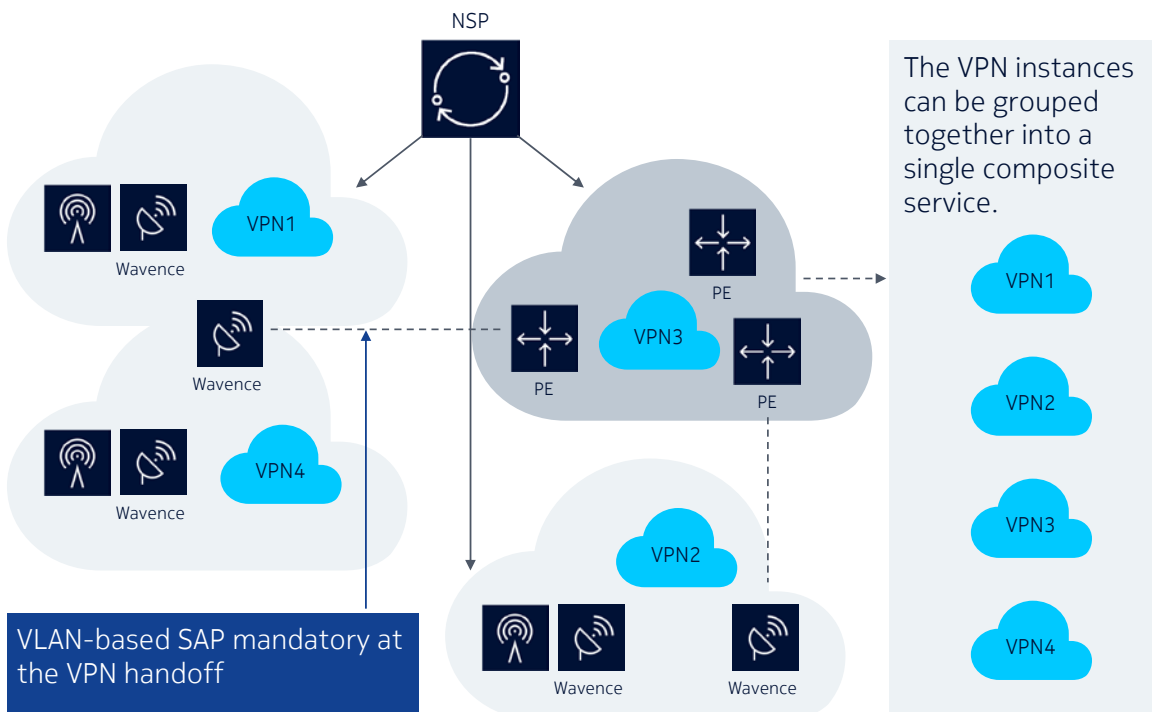 NSP
The VPN instances
can be grouped
together into a
single composite
service.
VPN1
Wavence
PE
VPN1
Wavence
VPN3
PE
PE
VPN2
VPN4
Wavence
VPN2
VPN3
VLAN-based SAP mandatory at
the VPN handoff
VPN4
Wavence
Wavence